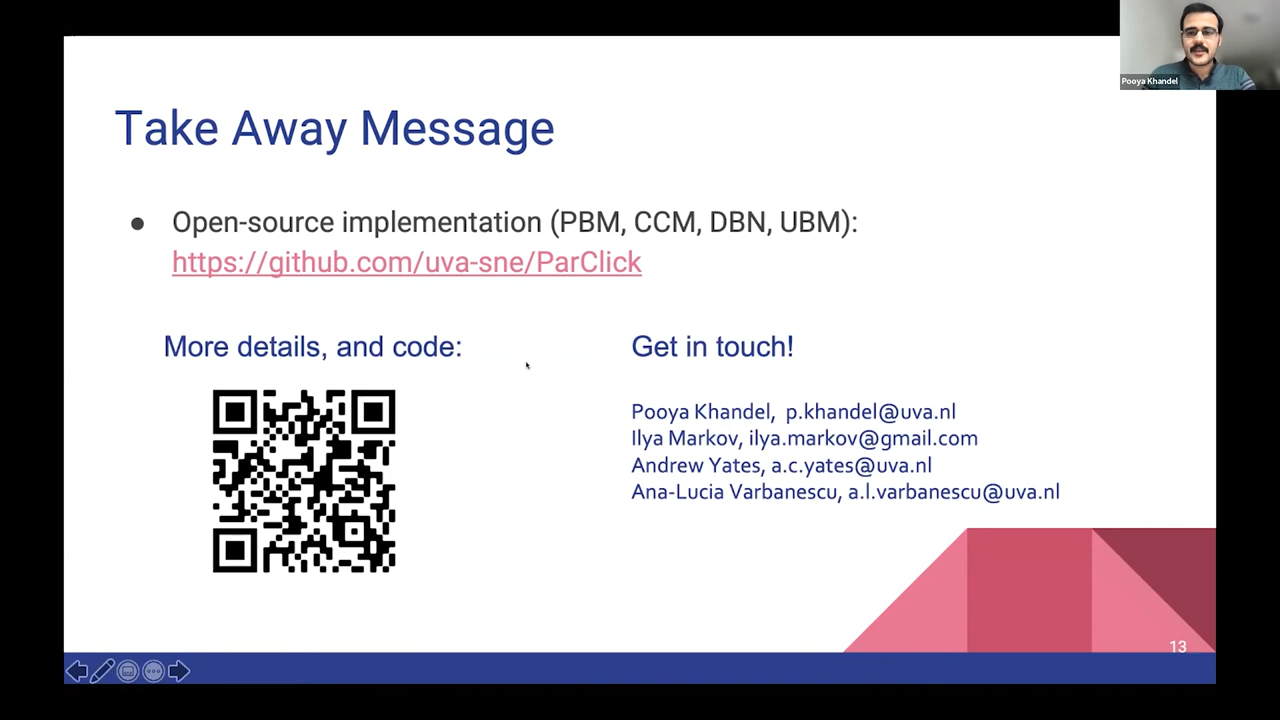 Pooya Khandel
Take Away Message
● Open-source implementation (PBM, CCM, DBN, UBM):
https://github.com/uva-sne/ParClick
More details, and code:
Get in touch!
Pooya Khandel, p.khandel@uva.nl
Ilya Markov, ilya.markov@gmail.com
Andrew Yates, a.c.yates@uva.nl
Ana-Lucia Varbanescu, a.l.varbanescu@uva.nl
13